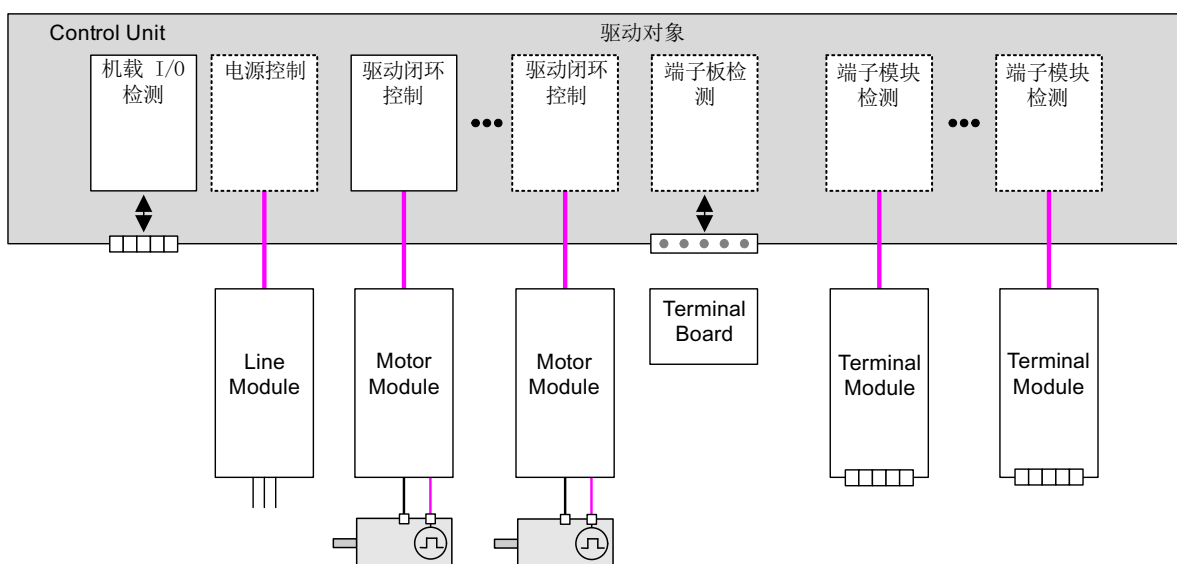 Control Unit
驱动对象
机载 I/O
检测
电源控制
驱动闭环
控制
驱动闭环
控制
端子板检
测
端子模块
检测
端子模块
检测
Line
Module
Motor
Module
Motor
Module
Terminal
Board
Terminal
Module
Terminal
Module